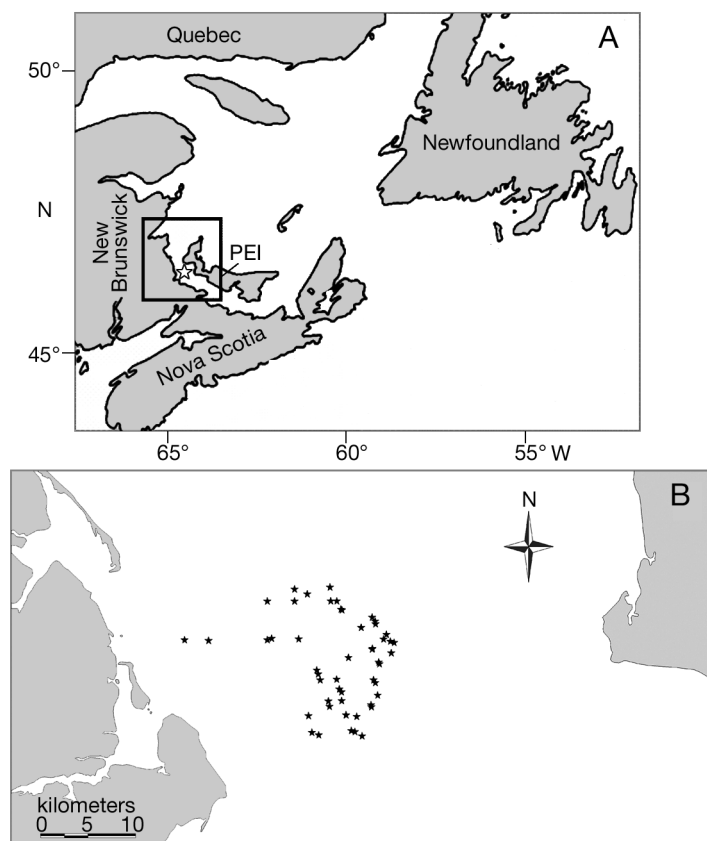 Quebec
A
50°
Newfoundland
N
New
Brunswick
PEI
Nova Scotia
45°
65°
60°
55° W
B
N
kilometers
0 5 10